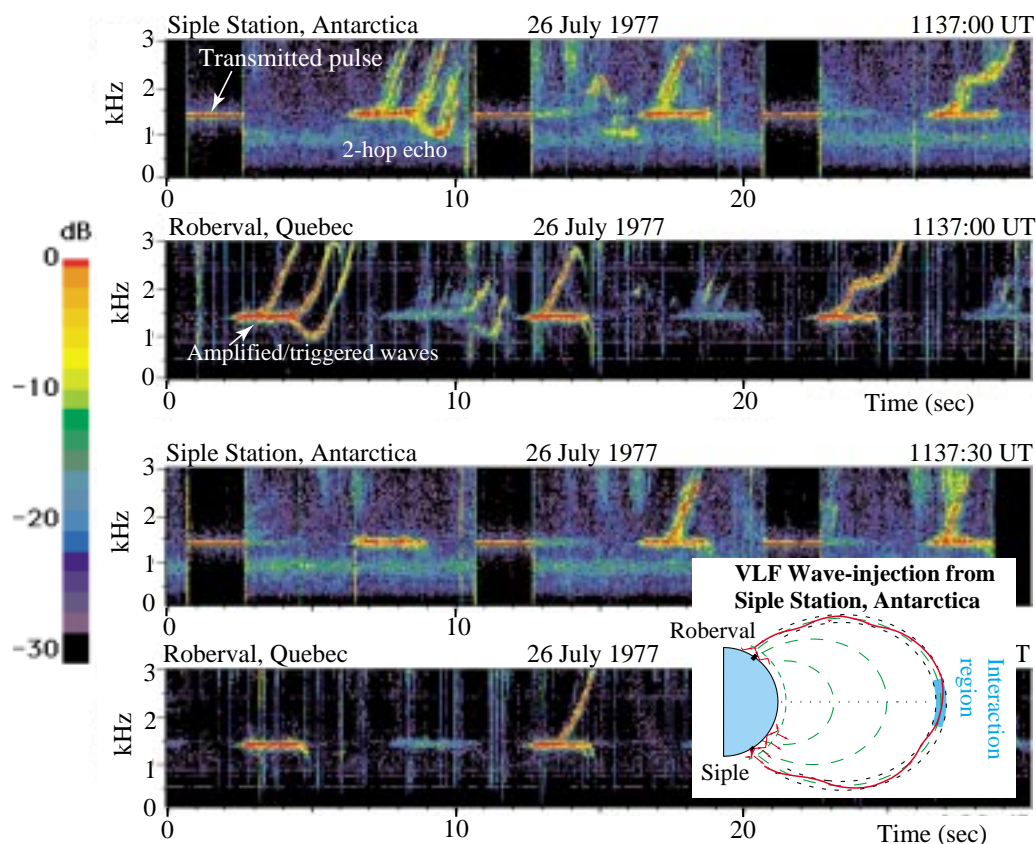 Siple Station, Antarctica 26 July 1977 1137:00 UT
3
Transmitted pulse
2
kHz
1
2-hop echo
0
0 10 20
Roberval, Quebec 26 July 1977 1137:00 UT
dB
0
-10
-20
-30
3
2
kHz
1
Amplified/triggered waves
0
0 10 20 Time (sec)
Siple Station, Antarctica 26 July 1977 1137:30 UT
3
2
kHz
1
0
VLF Wave-injection from
Siple Station, Antarctica
Roberval
Interaction
region
Siple
Roberval, Quebec 26 July 1977 T
3
2
kHz
1
0
0 10 20 Time (sec)